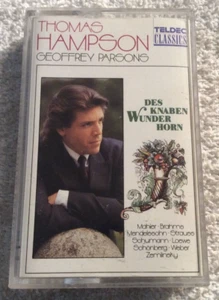 THOMAS
HAMPSON
GEOFFREY PARSONS
TELDEC
CLASSICS
DES
KNABEN
WUNDER
HORN
Mahler · Brahms
Mendelssohn · Strauss
Schumann · Loewe
Schönberg · Weber
Zemlinsky